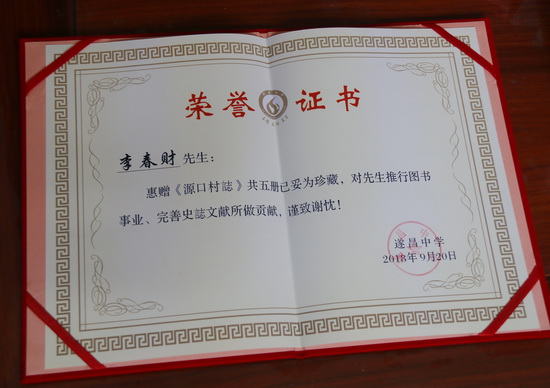 荣誉证书
李春财先生:
惠赠《源口村誌》共五册已妥为珍藏,对先生推行图书
事业、完善史誌文献所做贡献,谨致谢忱!
遂昌中学
2018年9月20日